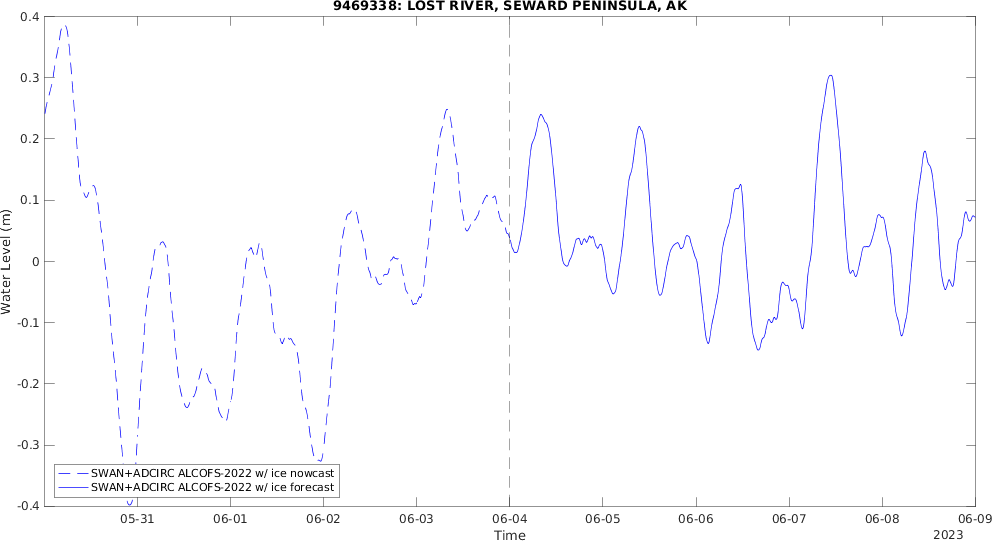 9469338: LOST RIVER, SEWARD PENINSULA, AK
0.4
0.3
0.2
0.1
0
-0.1
-0.2
-0.3
-0.4
Water Level (m)
SWAN+ADCIRC ALCOFS-2022 w/ ice nowcast
SWAN+ADCIRC ALCOFS-2022 w/ ice forecast
05-31 06-01 06-02 06-03 06-04 06-05 06-06 06-07 06-08 06-09
Time
2023